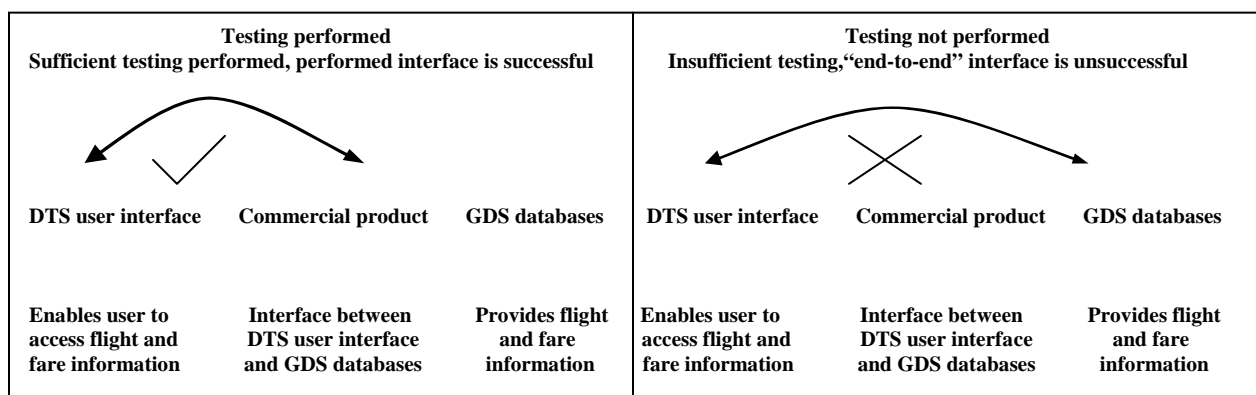 Testing performed
Sufficient testing performed, performed interface is successful
DTS user interface
Commercial product
GDS databases
Enables user to
access flight and
fare information
Interface between
DTS user interface
and GDS databases
Provides flight
and fare
information
Testing not performed
Insufficient testing,“end-to-end” interface is unsuccessful
DTS user interface
Commercial product
GDS databases
Enables user to
access flight and
fare information
Interface between
DTS user interface
and GDS databases
Provides flight
and fare
information